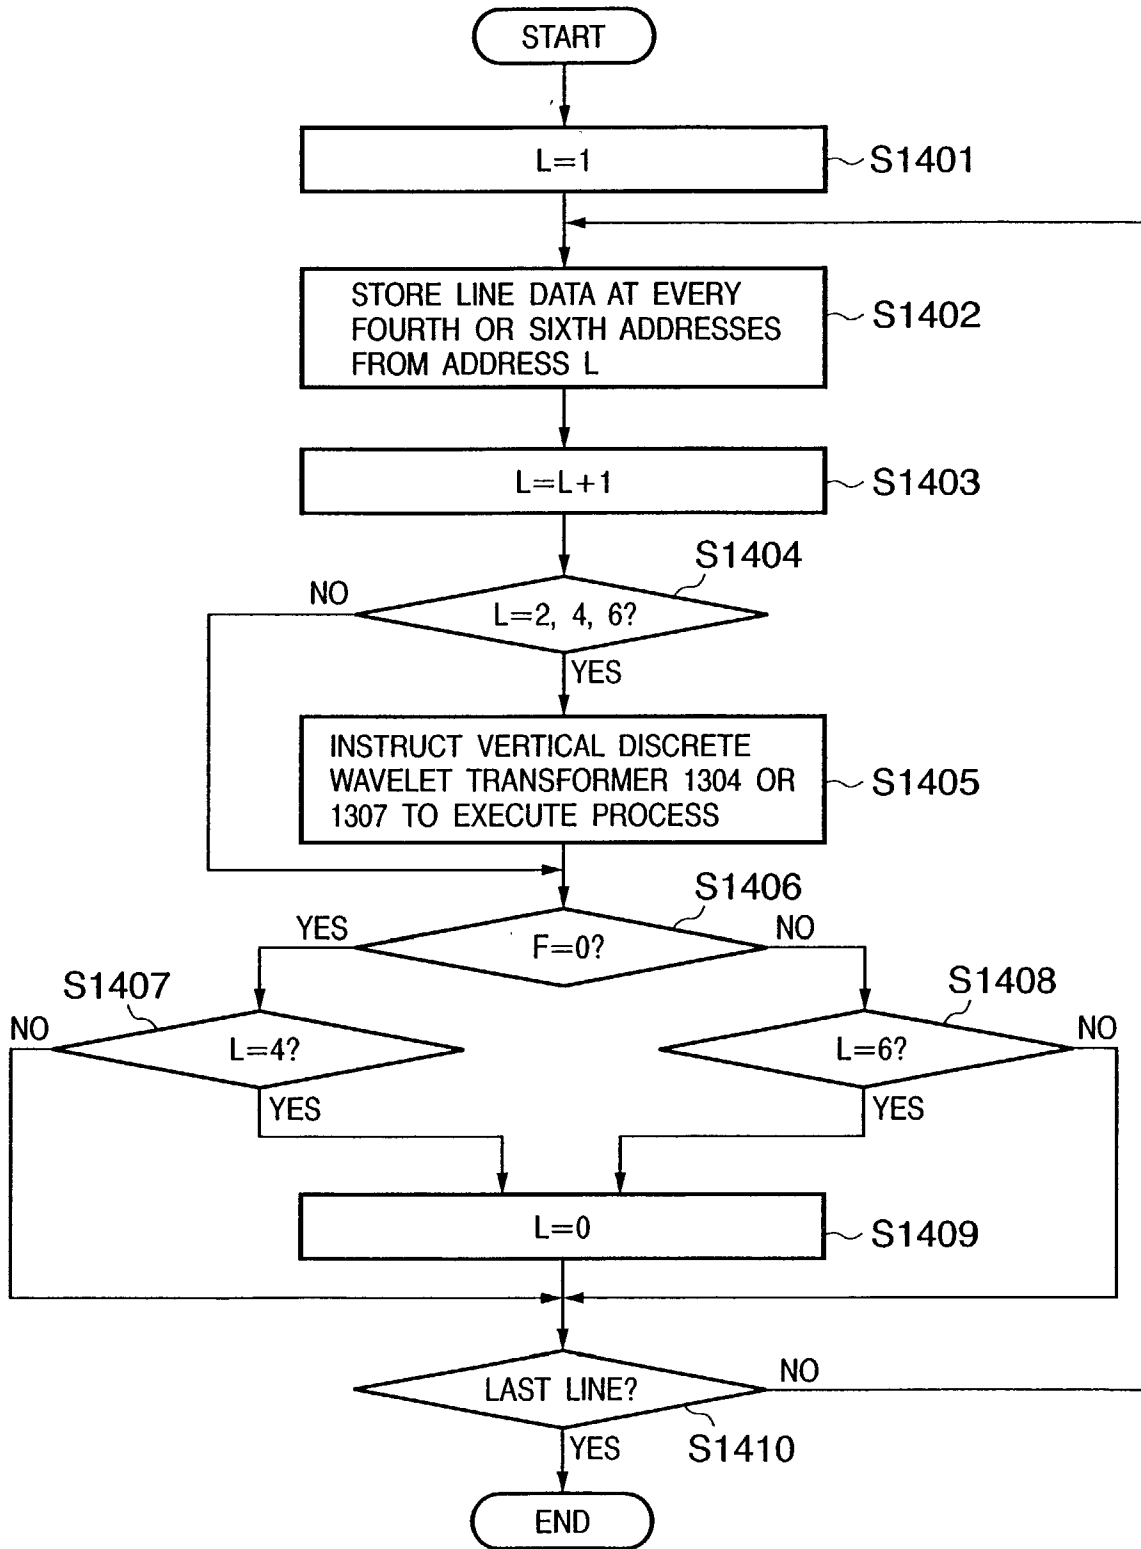 START
L=1
S1401
STORE LINE DATA AT EVERY
FOURTH OR SIXTH ADDRESSES
FROM ADDRESS L
S1402
L=L+1
S1403
S1404
NO
L=2, 4, 6?
YES
INSTRUCT VERTICAL DISCRETE
WAVELET TRANSFORMER 1304 OR
1307 TO EXECUTE PROCESS
S1405
S1406
YES
F=0?
NO
S1407
NO
L=4?
YES
S1408
L=6?
NO
YES
L=0
S1409
LAST LINE?
NO
S1410
YES
END